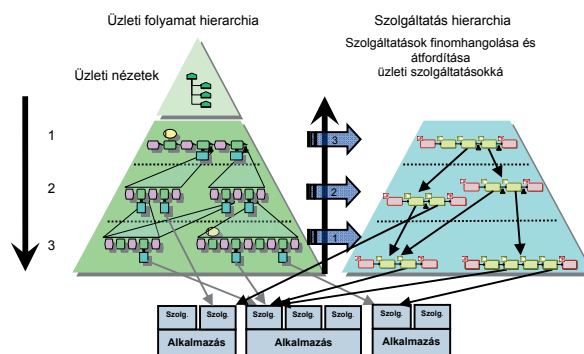 Üzleti folyamat hierarchia
Szolgáltatás hierarchia
Szolgáltatások finomhangolása és
átfordítása
üzleti szolgáltatásokká
Üzleti nézetek
1
2
3
3
2
1
Szolg. Szolg.
Alkalmazás
Szolg. Szolg. Szolg.
Alkalmazás
Szolg. Szolg.
Alkalmazás